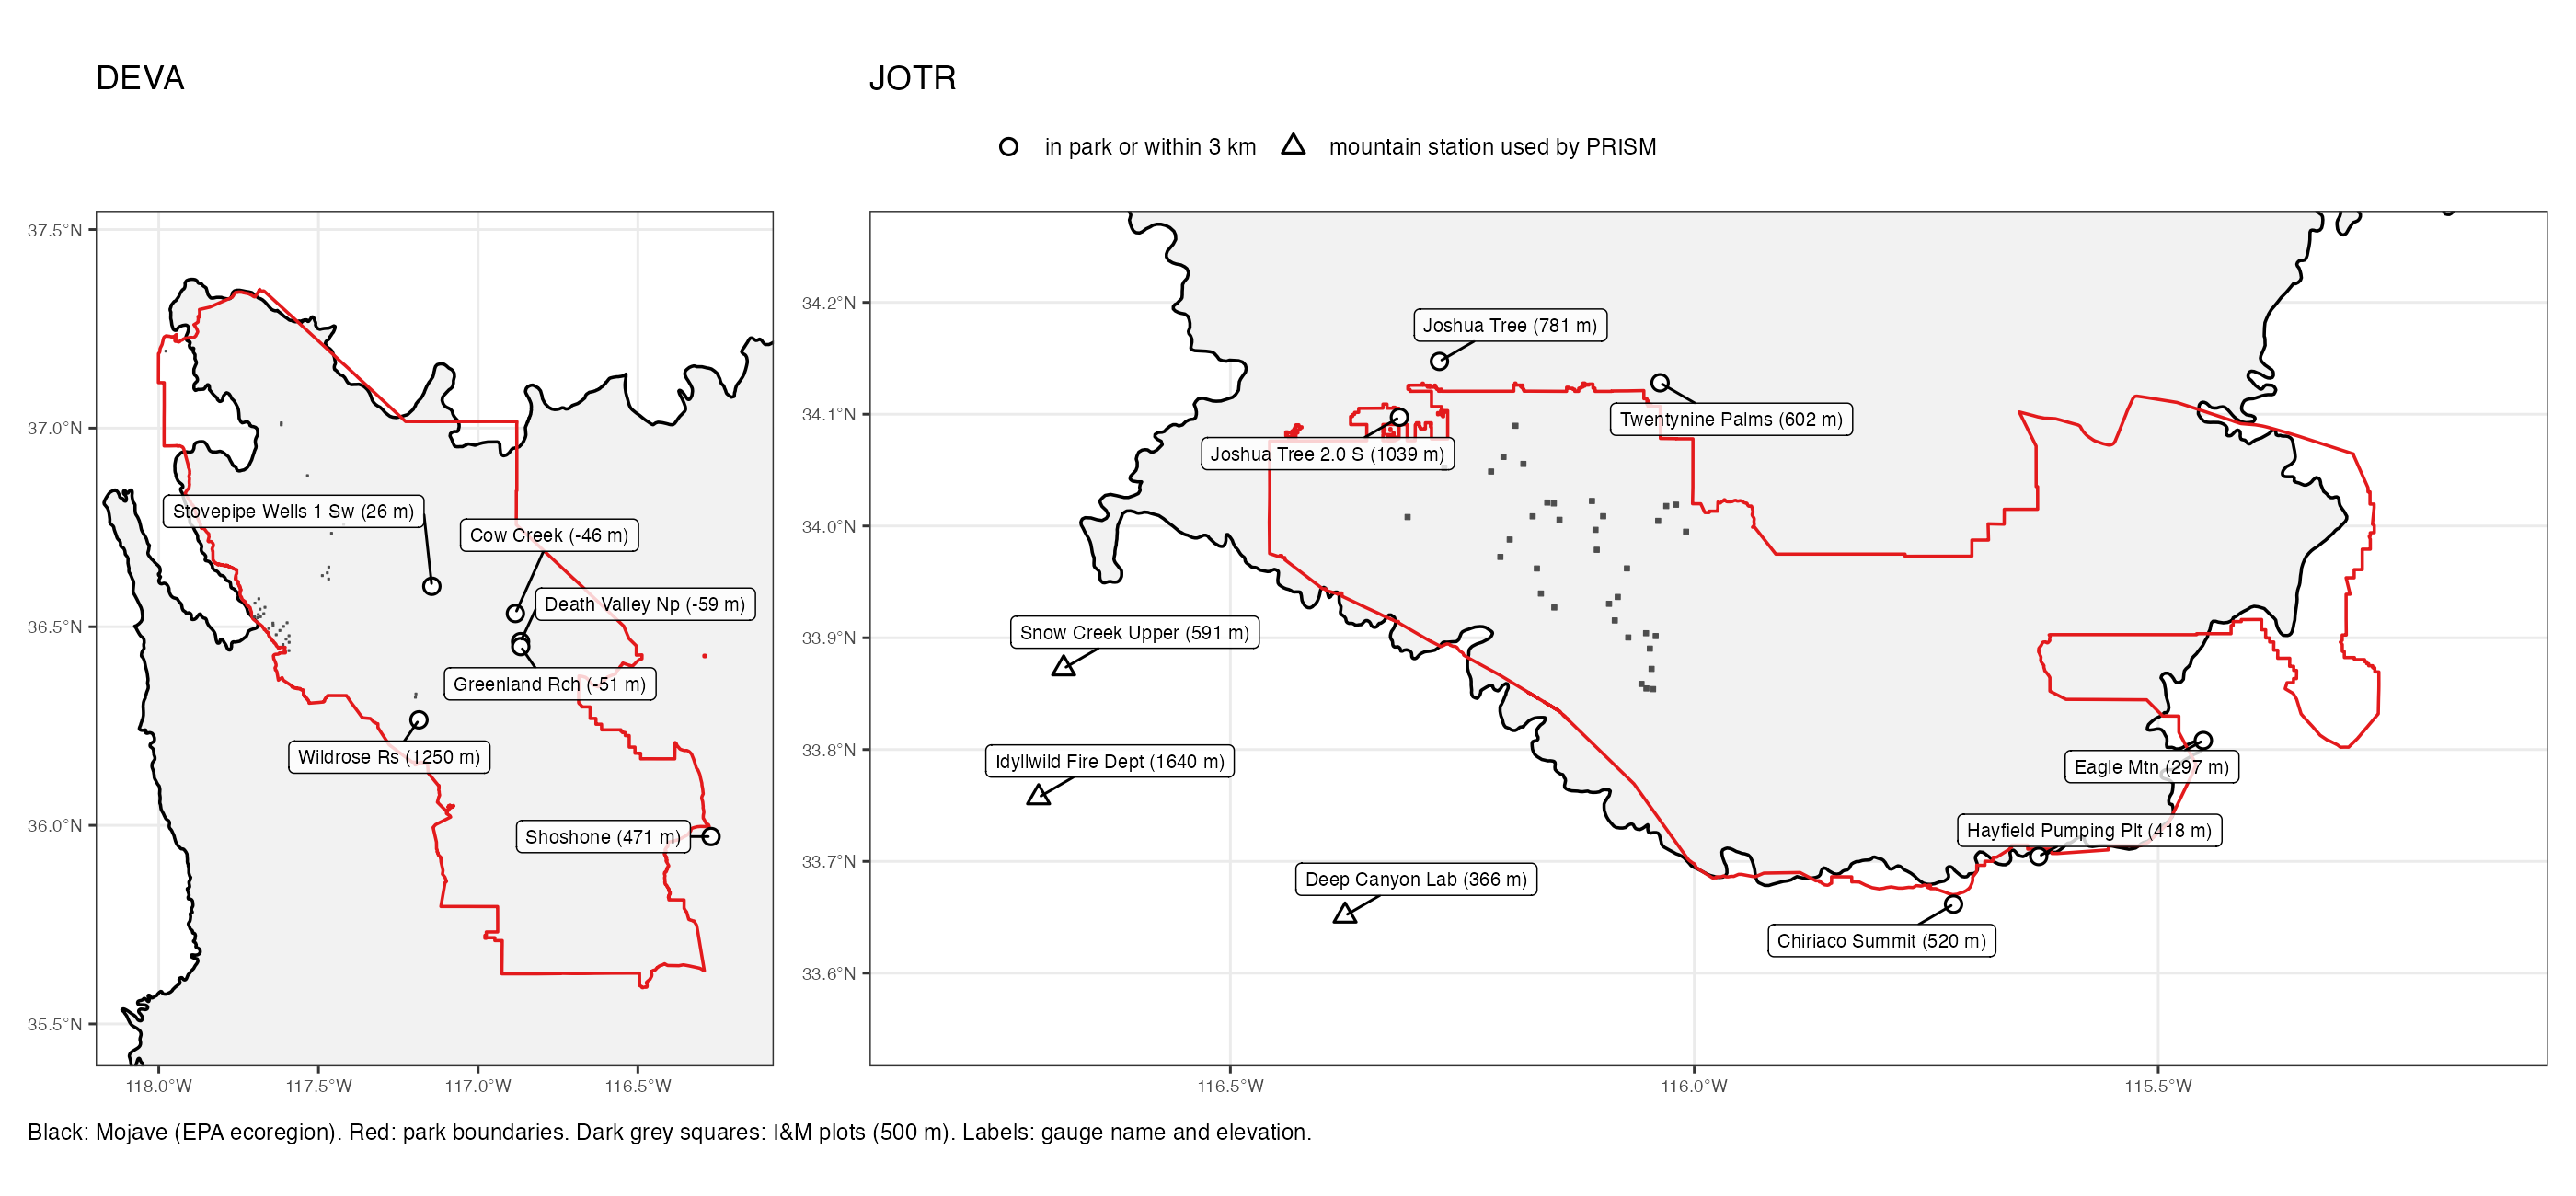 DEVA
JOTR
in park or within 3 km
mountain station used by PRISM
37.5°N
37.0°N
36.5°N
36.0°N
35.5°N
Stovepipe Wells 1 Sw (26 m)
Cow Creek (-46 m)
Death Valley Np (-59 m)
Greenland Rch (-51 m)
Wildrose Rs (1250 m)
Shoshone (471 m)
118.0°W
117.5°W
117.0°W
116.5°W
34.2°N
34.1°N
34.0°N
33.9°N
33.8°N
33.7°N
33.6°N
Joshua Tree (781 m)
Twentynine Palms (602 m)
Joshua Tree 2.0 S (1039 m)
Snow Creek Upper (591 m)
Idyllwild Fire Dept (1640 m)
Eagle Mtn (297 m)
Hayfield Pumping Plt (418 m)
Deep Canyon Lab (366 m)
Chiriaco Summit (520 m)
116.5°W
116.0°W
115.5°W
Black: Mojave (EPA ecoregion). Red: park boundaries. Dark grey squares: I&M plots (500 m). Labels: gauge name and elevation.